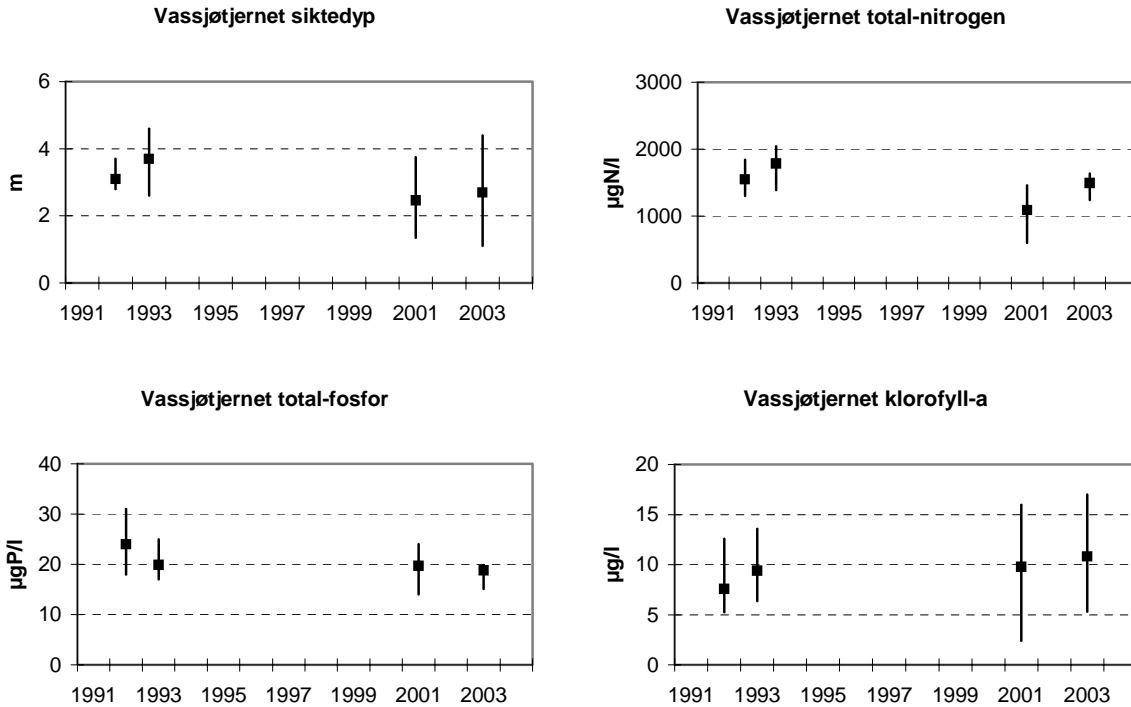 Vassjøtjernet siktedyp
6
4
2
0
m
1991 1993 1995 1997 1999 2001 2003
Vassjøtjernet total-nitrogen
3000
2000
1000
0
µgN/l
1991 1993 1995 1997 1999 2001 2003
Vassjøtjernet total-fosfor
40
30
20
10
0
µgP/l
1991 1993 1995 1997 1999 2001 2003
Vassjøtjernet klorofyll-a
20
15
10
5
0
µg/l
1991 1993 1995 1997 1999 2001 2003